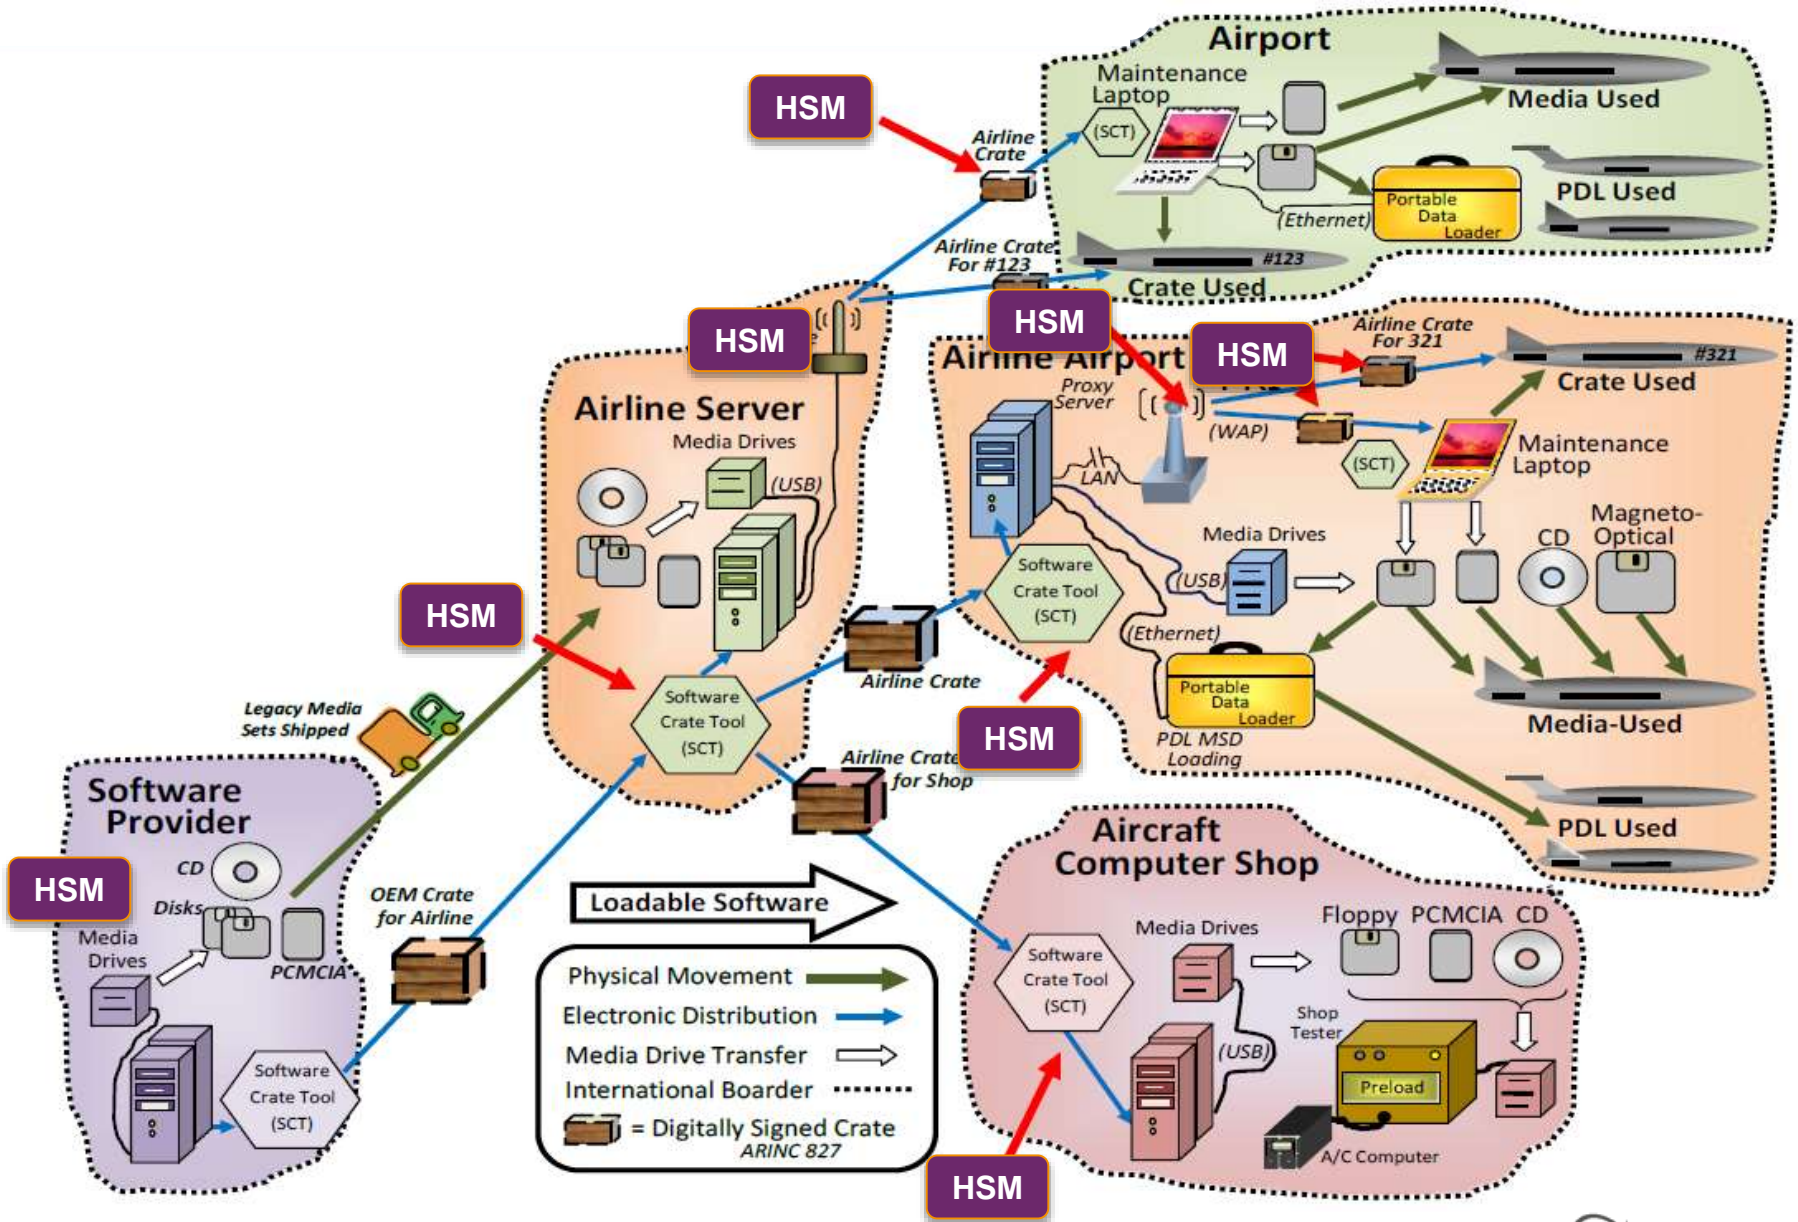 Airport
Maintenance
Laptop
(SCT)
Media Used
PDL Used
Portable
Data
Loader
(Ethernet)
#123
Crate Used
HSM
Airline
Crate
Airline Crate
For #123
HSM
HSM
HSM
Airline Server
Media Drives
(USB)
HSM
Software
Crate Tool
(SCT)
Airline Crate
Airline Crate
for Shop
Legacy Media
Sets Shipped
Airline Airport
Proxy
Server
(WAP)
LAN
Airline Crate
For 321
#321
Crate Used
(SCT)
Maintenance
Laptop
Media Drives
(USB)
Magneto-
Optical
CD
Software
Crate Tool
(SCT)
(Ethernet)
HSM
Portable
Data
Loader
PDL MSD
Loading
Media-Used
PDL Used
Software
Provider
HSM
CD
Disks
Media
Drives
PCMCIA
Software
Crate Tool
(SCT)
OEM Crate
for Airline
Loadable Software
Physical Movement
Electronic Distribution
Media Drive Transfer
International Boarder
= Digitally Signed Crate
ARINC 827
Aircraft
Computer Shop
Media Drives
Floppy PCMCIA CD
Software
Crate Tool
(SCT)
(USB)
Shop
Tester
Preload
A/C Computer
HSM